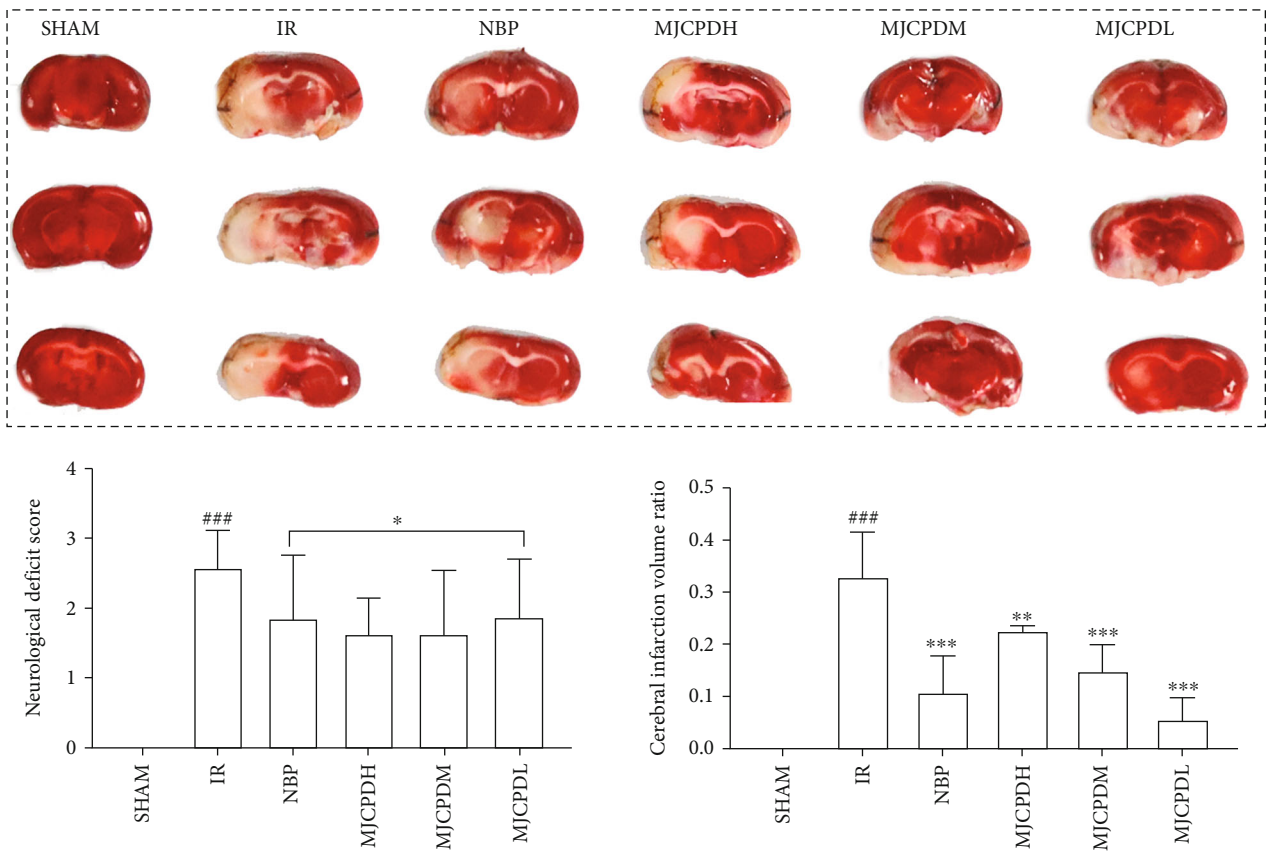 SHAM IR NBP MJCPDH MJCPDM MJCPDL
Neurological deficit score
4
3
2
1
0
###
*
SHAM
IR
NBP
MJCPDH
MJCPDM
MJCPDL
Cerebral infarction volume ratio
0.5
0.4
0.3
0.2
0.1
0.0
###
***
**
***
***
SHAM
IR
NBP
MJCPDH
MJCPDM
MJCPDL